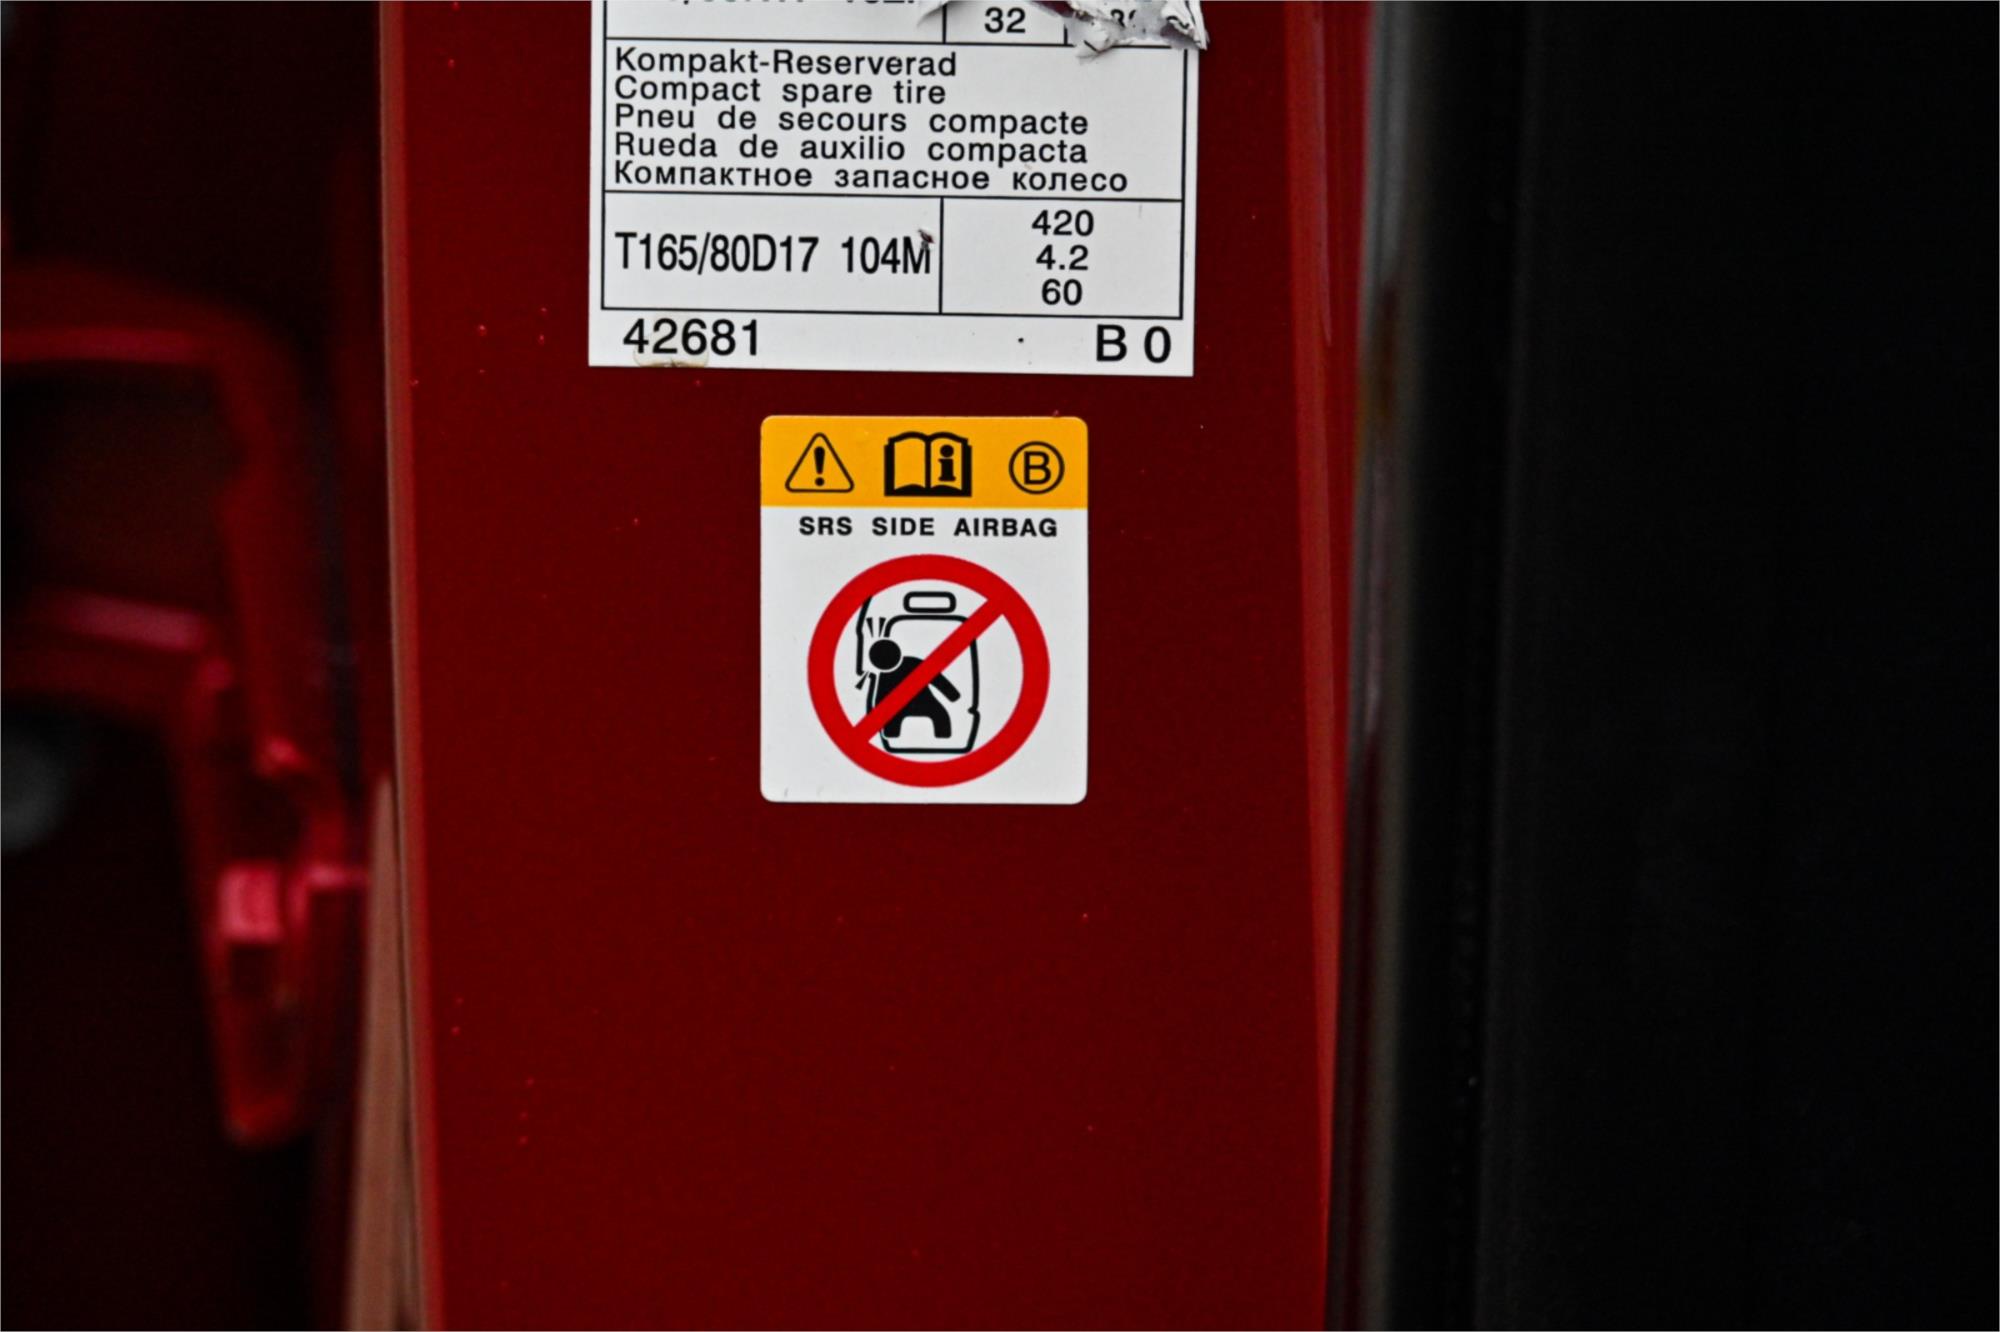 32
Kompakt-Reserverad
Compact spare tire
Pneu de secours compacte
Rueda de auxilio compacta
Компактное запасное колесо
T165/80D17 104M
420
4.2
60
42681
B 0
B
SRS SIDE AIRBAG